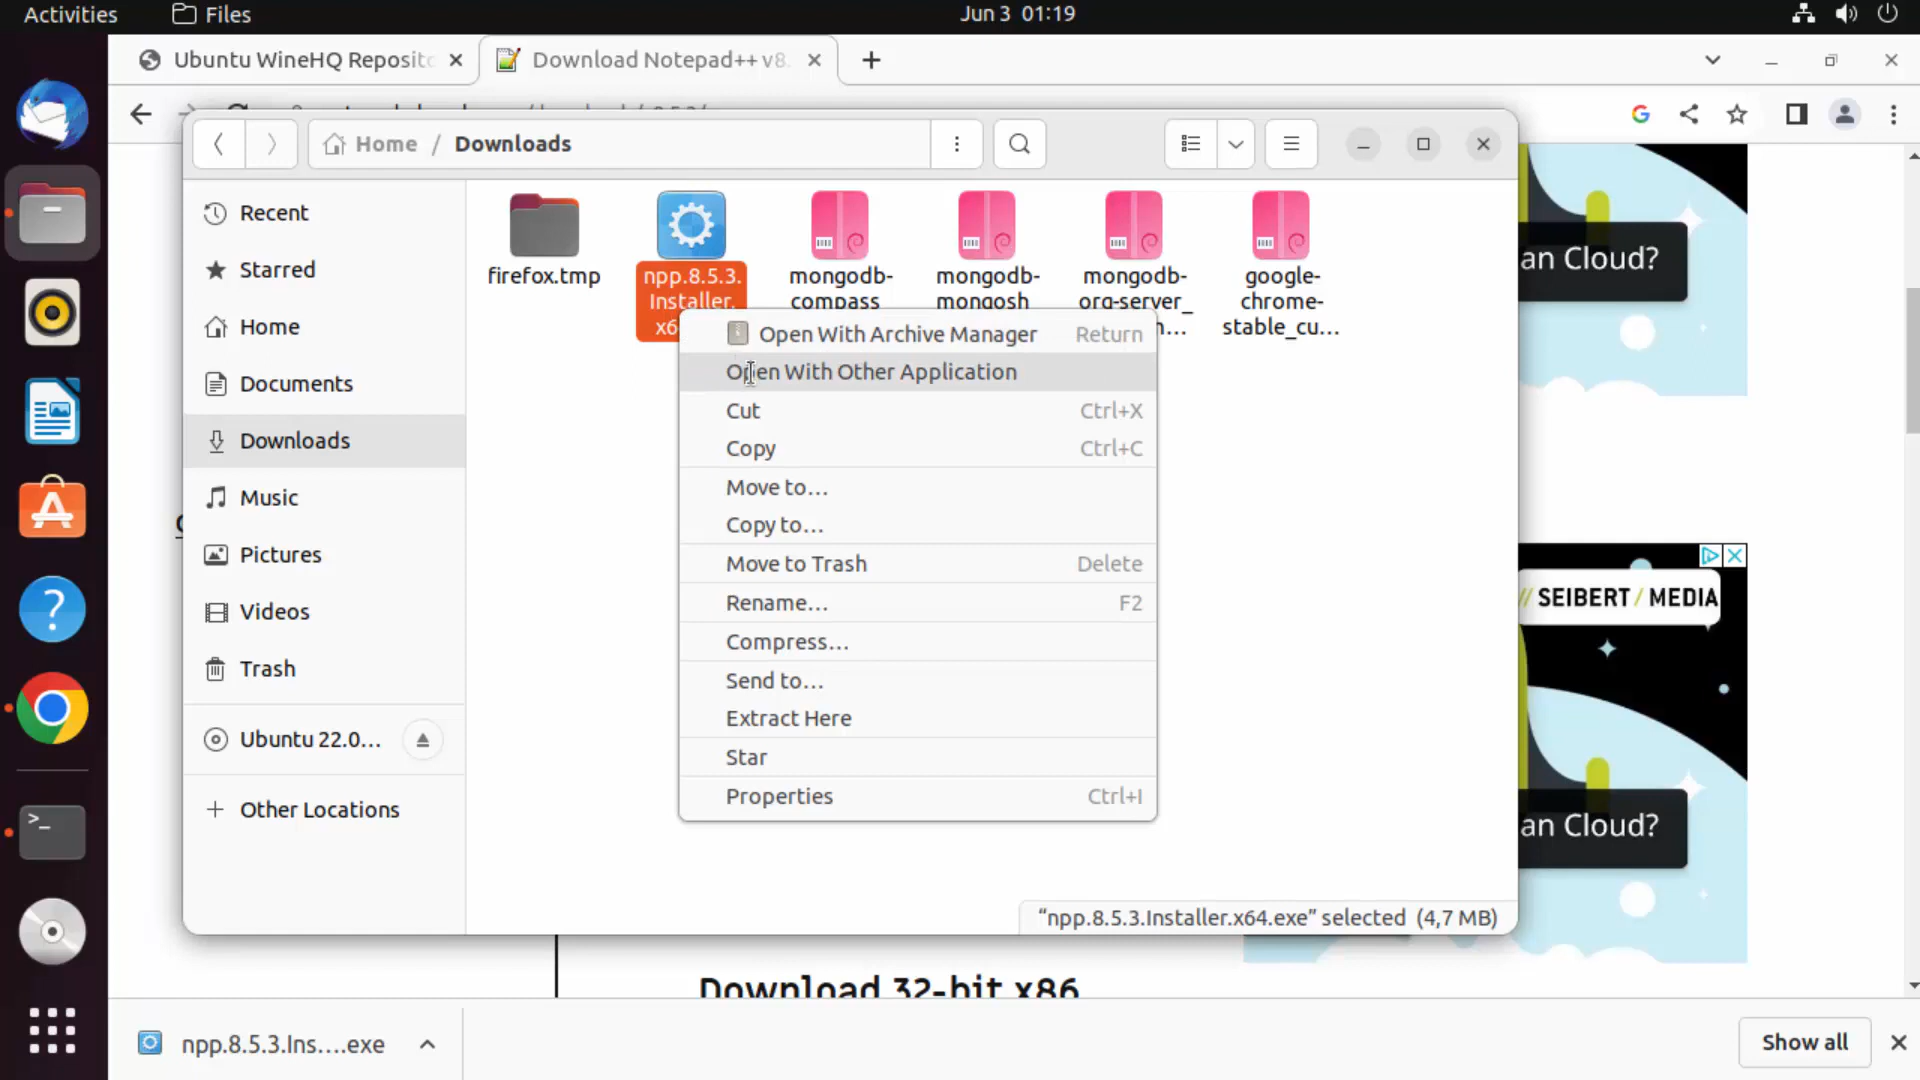 Activities Files Jun 3 01:19
Ubuntu WineHQ Reposito Download Notepad++ v8.
Home / Downloads
Recent
Starred
Home
Documents
Downloads
Music
Pictures
Videos
Trash
Ubuntu 22.0...
Other Locations
firefox.tmp
npp.8.5.3.
Installer.
x6
mongodb-
compass
mongodb-
mongosh
mongodb-
org-server_
google-
chrome-
stable_cu...
Open With Archive Manager Return
Open With Other Application
Cut Ctrl+X
Copy Ctrl+C
Move to...
Copy to...
Move to Trash Delete
Rename... F2
Compress...
Send to...
Extract Here
Star
Properties Ctrl+I
"npp.8.5.3.Installer.x64.exe" selected (4,7 MB)
an Cloud?
// SEIBERT / MEDIA
an Cloud?
Download 32-bit x86
npp.8.5.3.Ins....exe
Show all